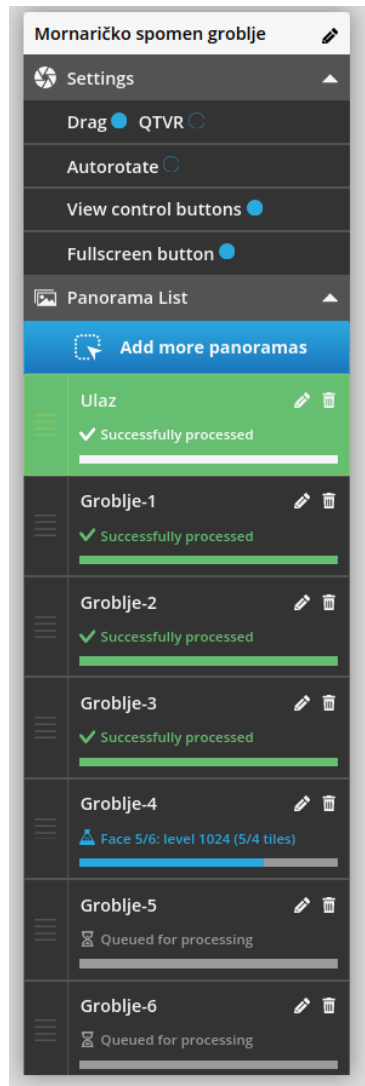 Mornaričko spomen groblje
Settings
Drag QTVR
Autorotate
View control buttons
Fullscreen button
Panorama List
Add more panoramas
Ulaz
Successfully processed
Groblje-1
Successfully processed
Groblje-2
Successfully processed
Groblje-3
Successfully processed
Groblje-4
Face 5/6: level 1024 (5/4 tiles)
Groblje-5
Queued for processing
Groblje-6
Queued for processing